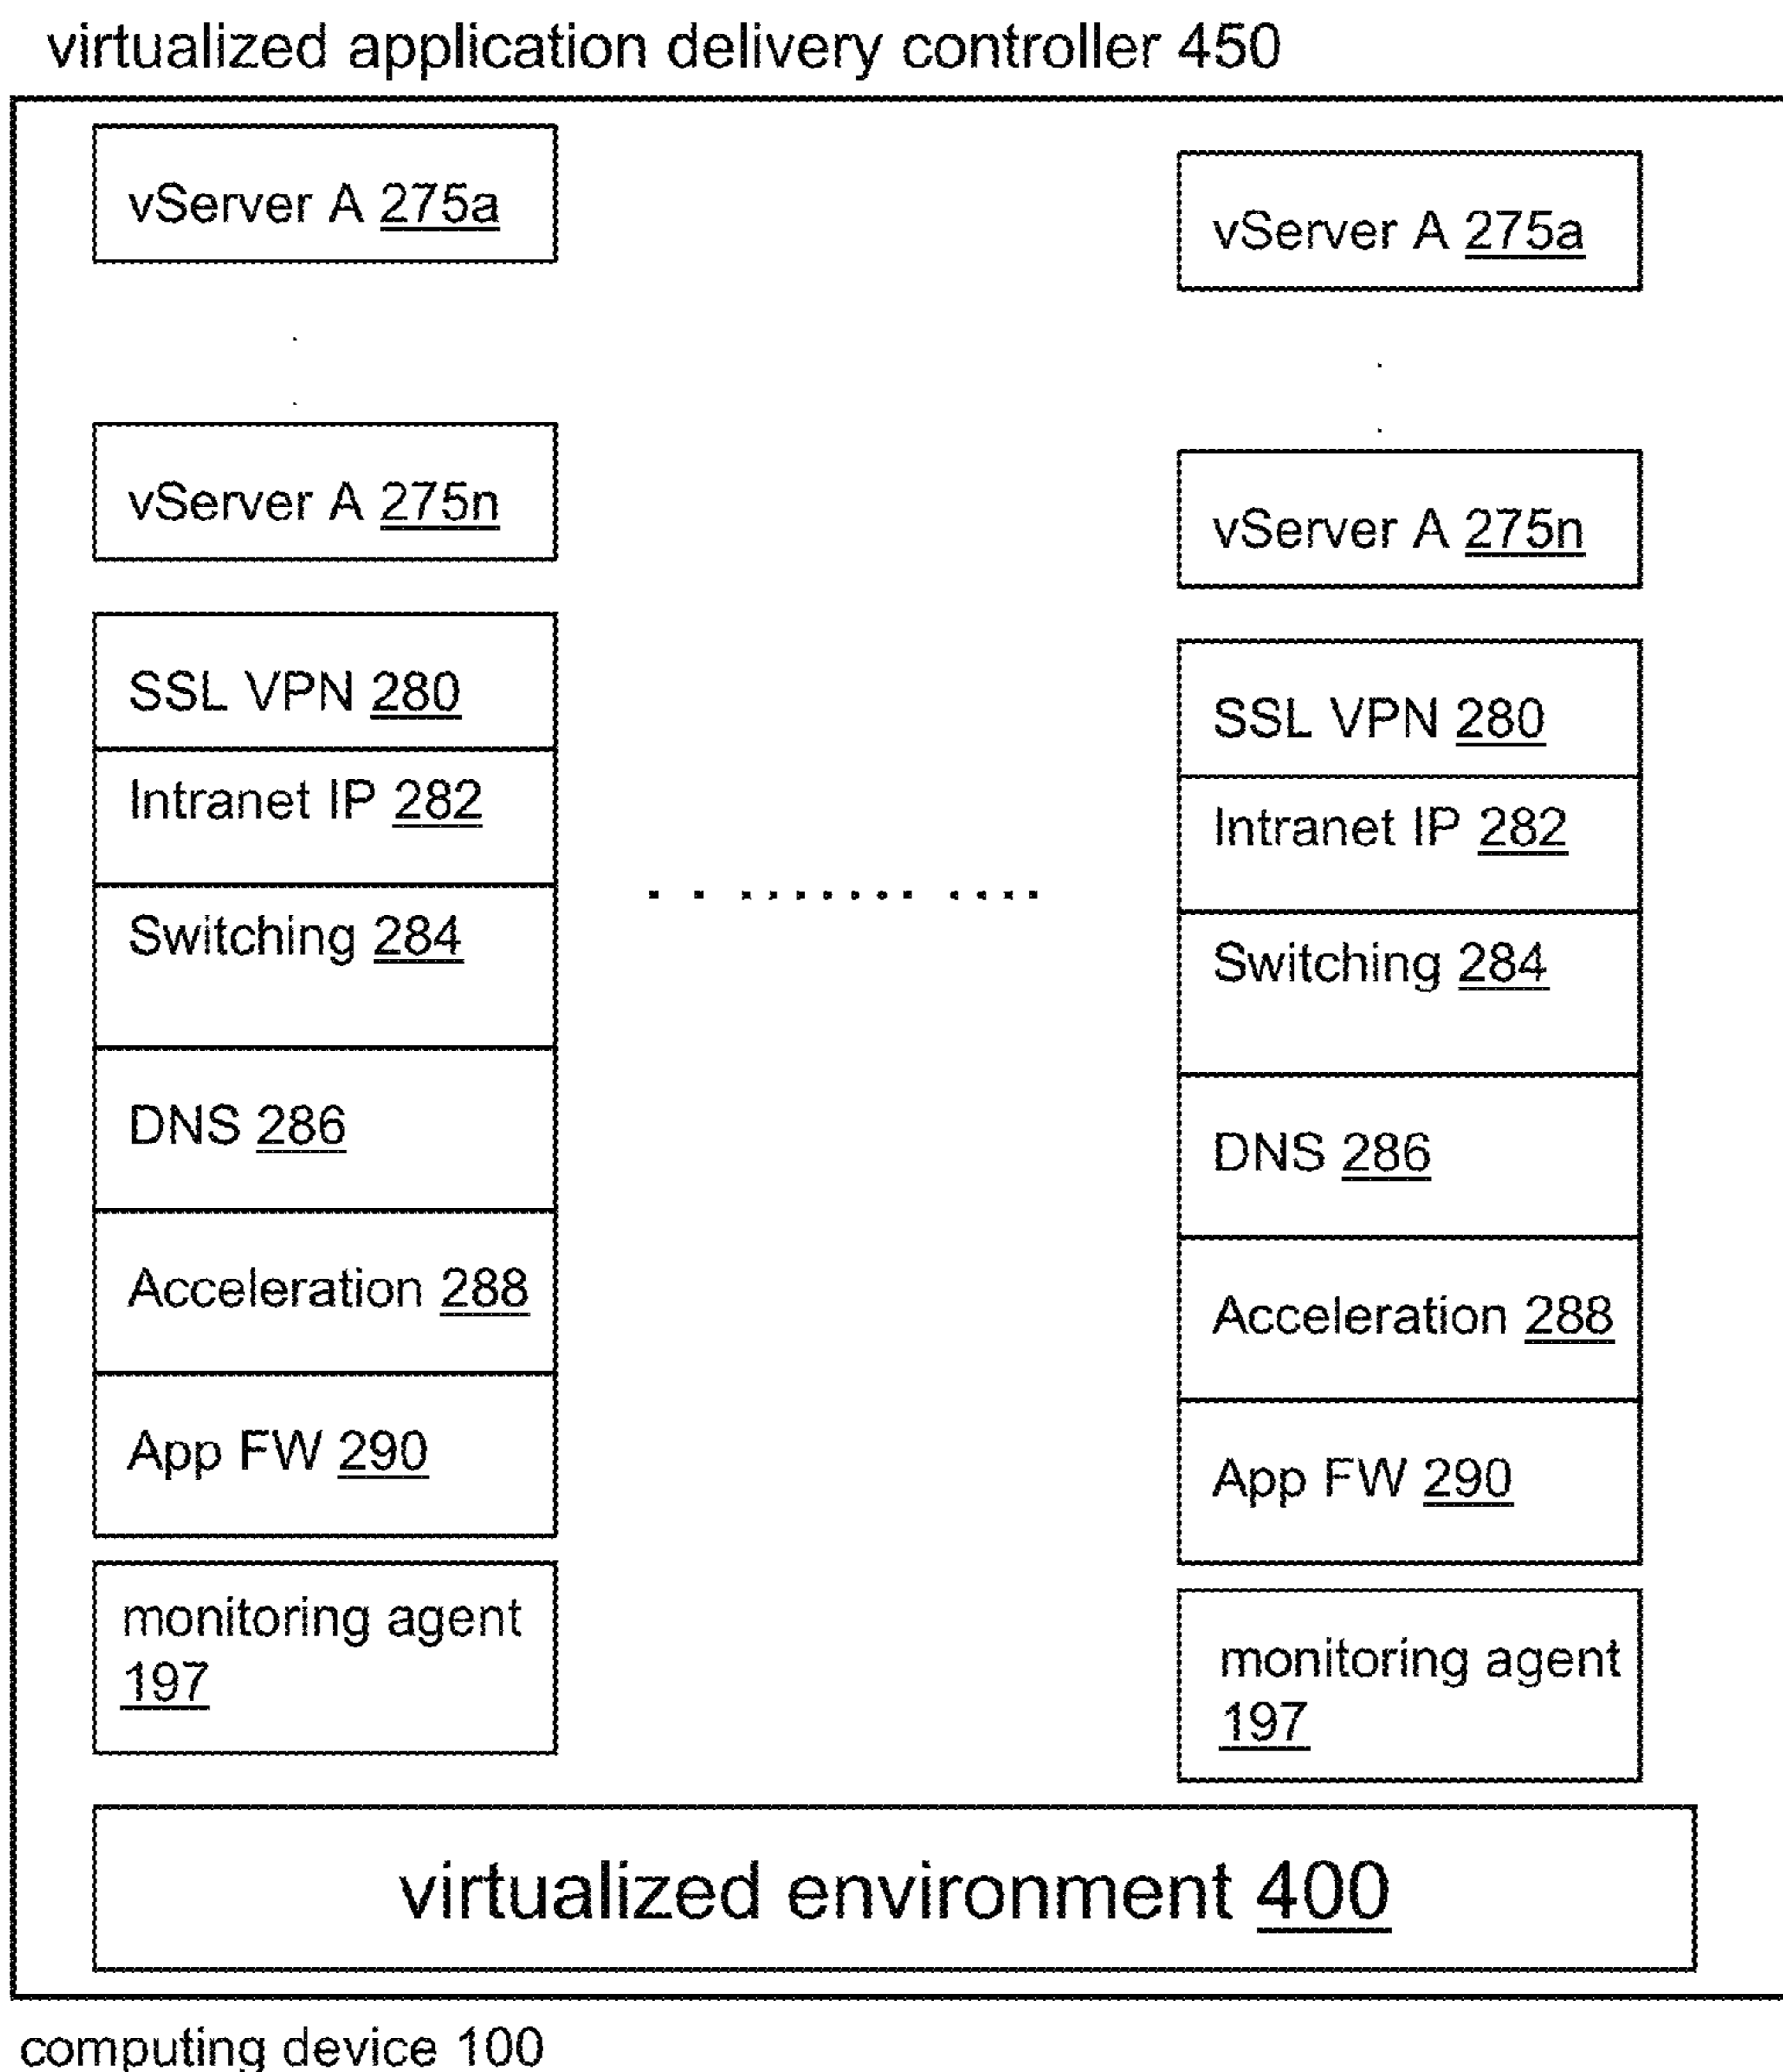 virtualized application delivery controller 450
vServer A 275a
vServer A 275n
SSL VPN 280
Intranet IP 282
Switching 284
DNS 286
Acceleration 288
App FW 290
monitoring agent
197
vServer A 275a
vServer A 275n
SSL VPN 280
Intranet IP 282
Switching 284
DNS 286
Acceleration 288
App FW 290
monitoring agent
197
virtualized environment 400
computing device 100